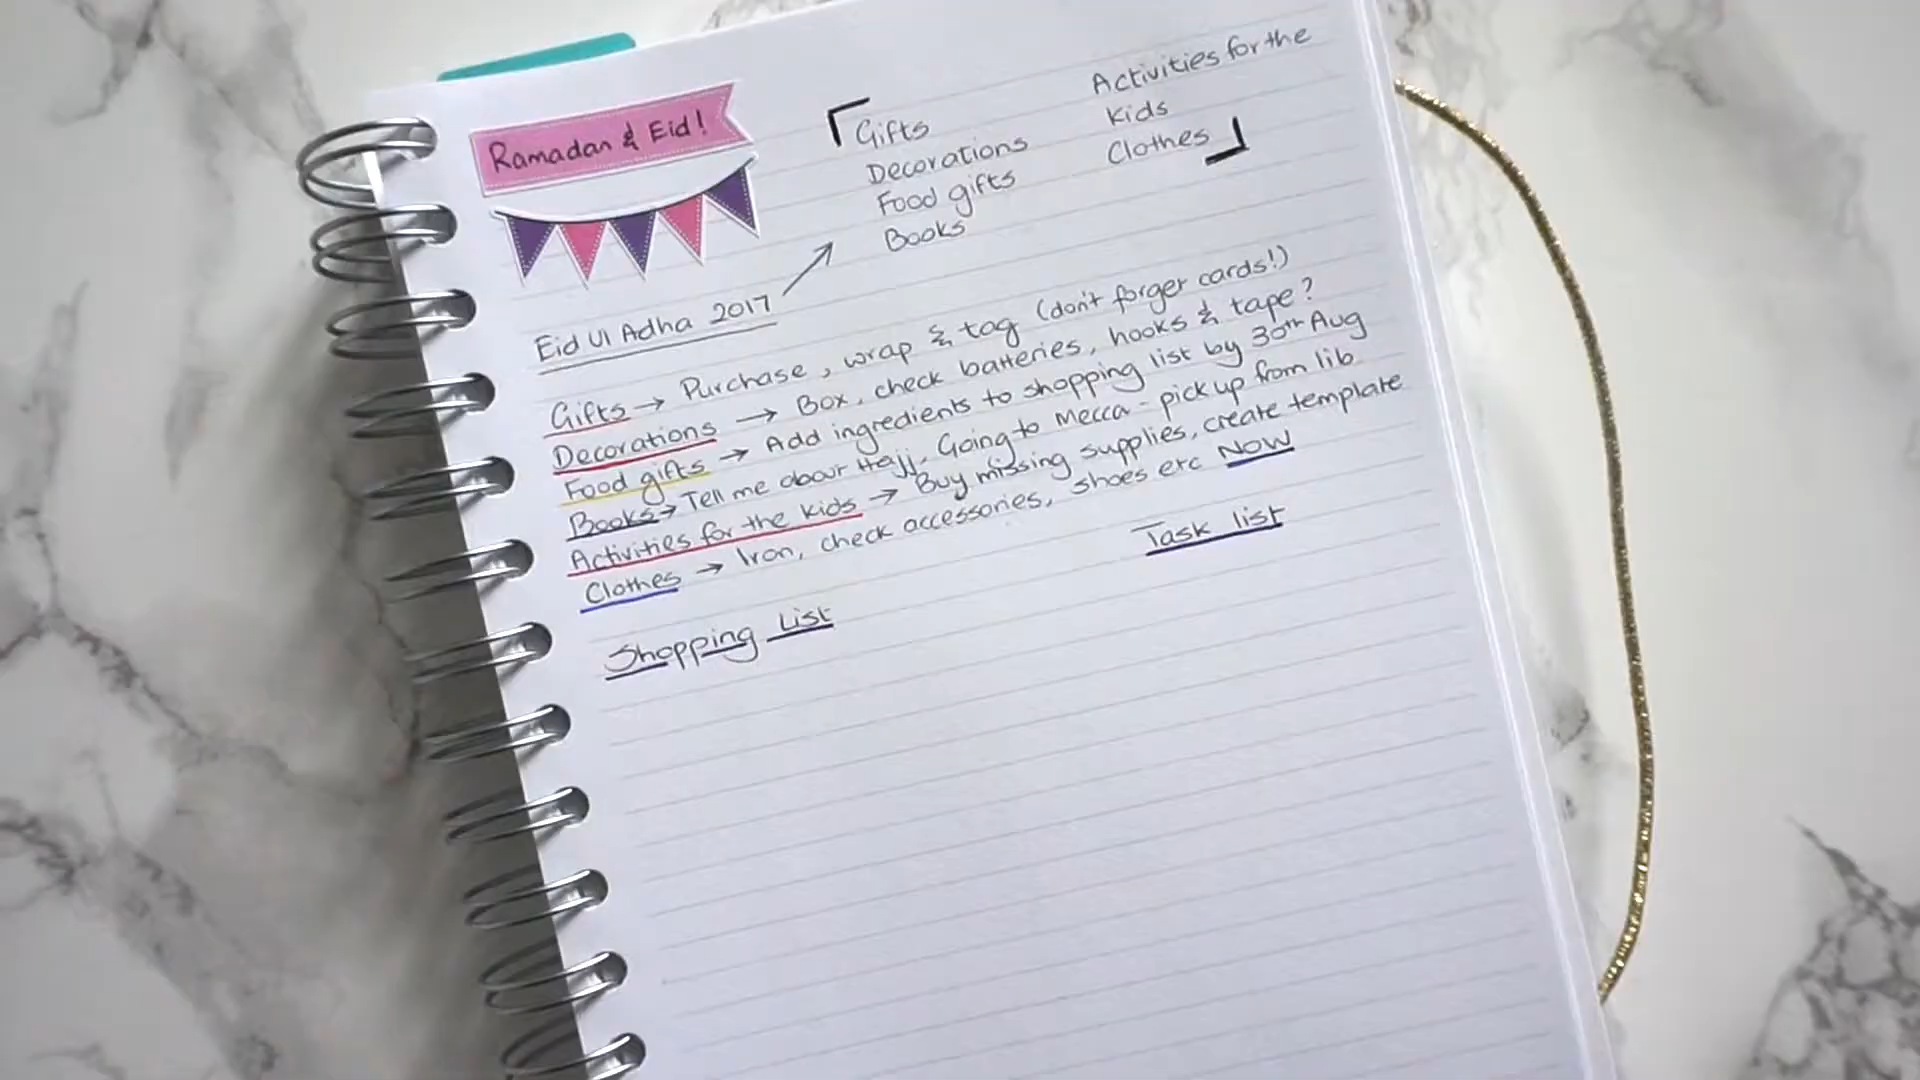 Ramadan & Eid!
Gifts
Decorations
Food gifts
Books
Activities for the
Kids
Clothes
Eid Ul Adha 2017
Gifts → Purchase, wrap & tag (don't forger cards!)
Decorations → Box, check batteries, hooks & tape?
Food gifts → Add ingredients to shopping list by 30th Aug
Books → Tell me about Hajj, Going to Mecca - pick up from lib
Activities for the kids → Buy missing supplies, create template
Clothes → Iron, check accessories, shoes etc NOW
Task list
Shopping List